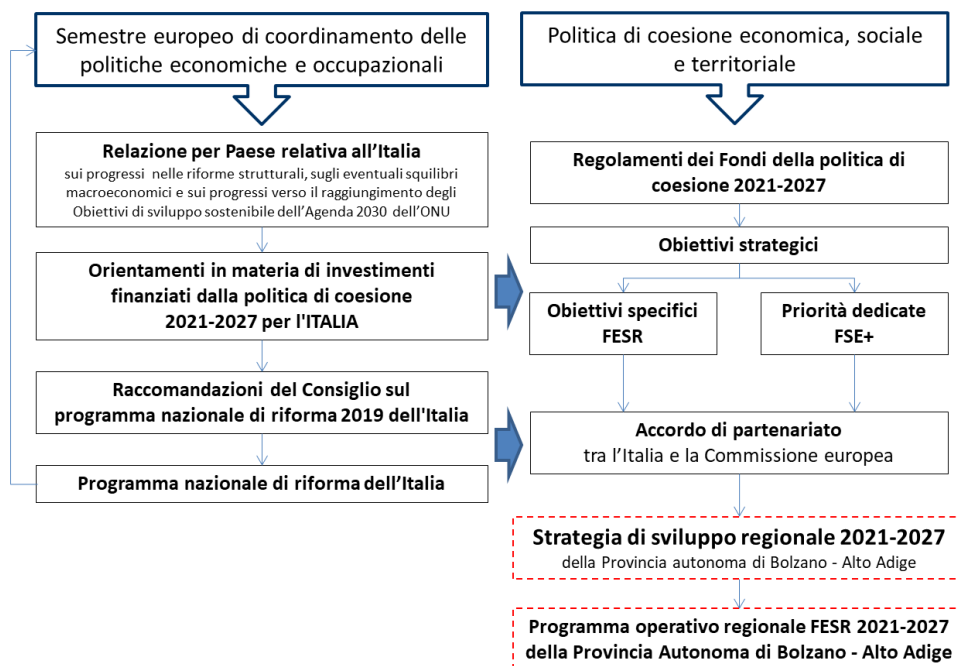 Semestre europeo di coordinamento delle
politiche economiche e occupazionali
Relazione per Paese relativa all'Italia
sui progressi nelle riforme strutturali, sugli eventuali squilibri
macroeconomici e sui progressi verso il raggiungimento degli
Obiettivi di sviluppo sostenibile dell'Agenda 2030 dell'ONU
Orientamenti in materia di investimenti
finanziati dalla politica di coesione
2021-2027 per l'ITALIA
Raccomandazioni del Consiglio sul
programma nazionale di riforma 2019 dell'Italia
Programma nazionale di riforma dell'Italia
Politica di coesione economica, sociale
e territoriale
Regolamenti dei Fondi della politica di
coesione 2021-2027
Obiettivi strategici
Obiettivi specifici
FESR
Priorità dedicate
FSE+
Accordo di partenariato
tra l'Italia e la Commissione europea
Strategia di sviluppo regionale 2021-2027
della Provincia autonoma di Bolzano - Alto Adige
Programma operativo regionale FESR 2021-2027
della Provincia Autonoma di Bolzano - Alto Adige